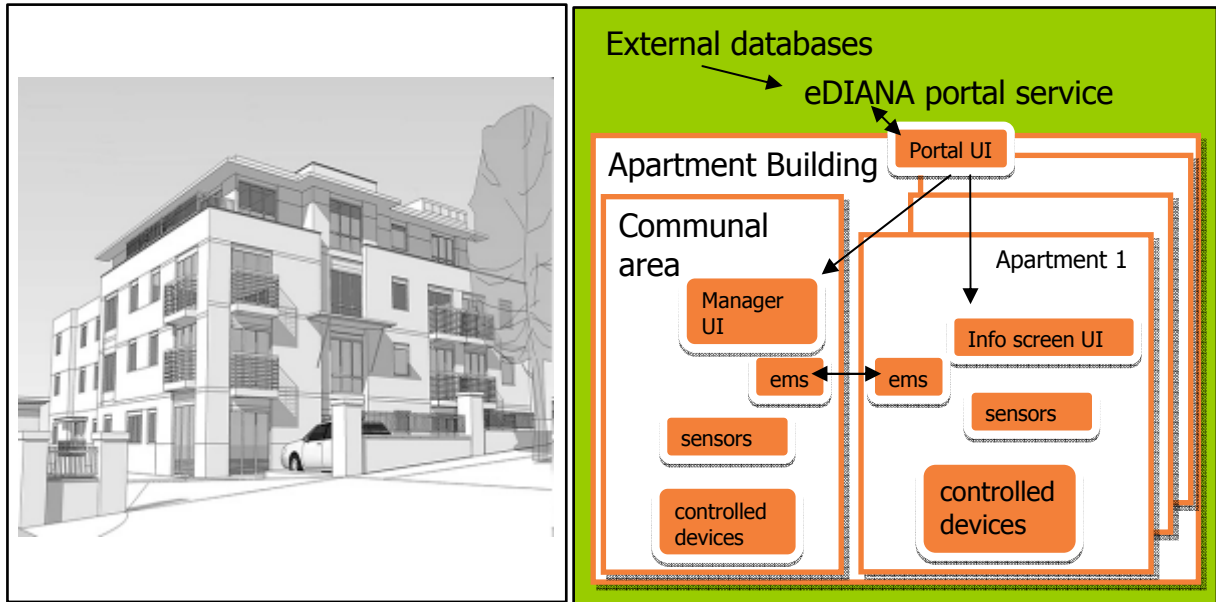 External databases
eDIANA portal service
Portal UI
Apartment Building
Communal
area
Apartment 1
Manager
UI
Info screen UI
ems
ems
sensors
sensors
controlled
devices
controlled
devices